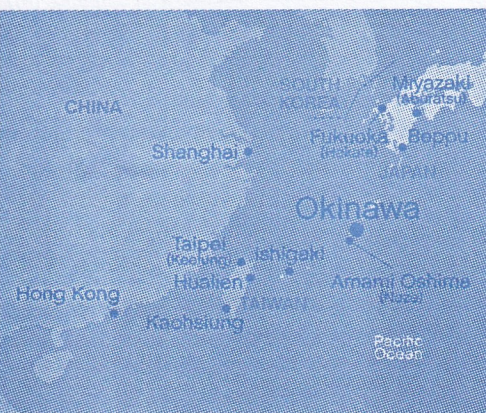 SOUTH
KOREA
Miyazaki
(Aburatsu)
CHINA
Fukuoka
(Hakata)
Beppu
Shanghai
JAPAN
Okinawa
Taipei
(Keelung)
Ishigaki
Hualien
Amami Oshima
(Naze)
Hong Kong
TAIWAN
Kaohsiung
Pacific
Ocean